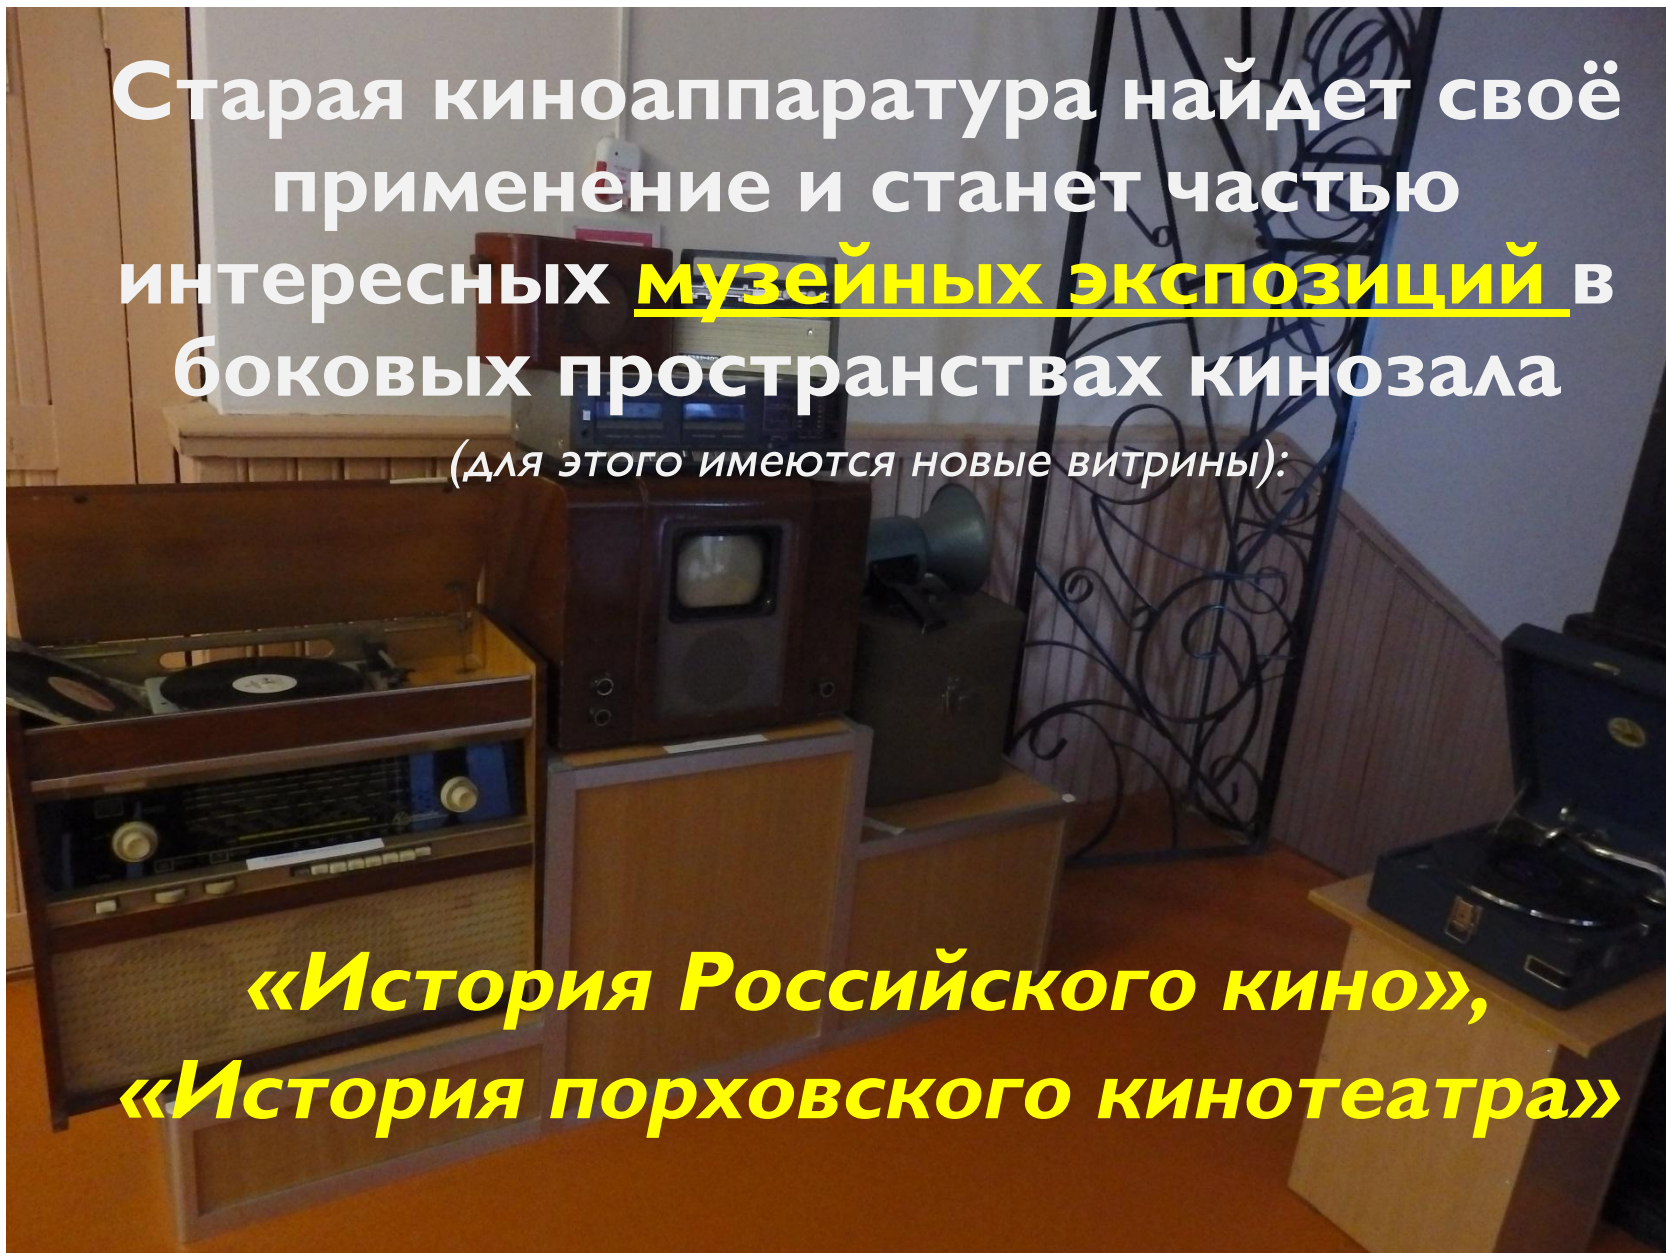 Старая киноаппаратура найдет своё
применение и станет частью
интересных музейных экспозиций в
боковых пространствах кинозала
(для этого имеются новые витрины):
«История Российского кино»,
«История порховского кинотеатра»